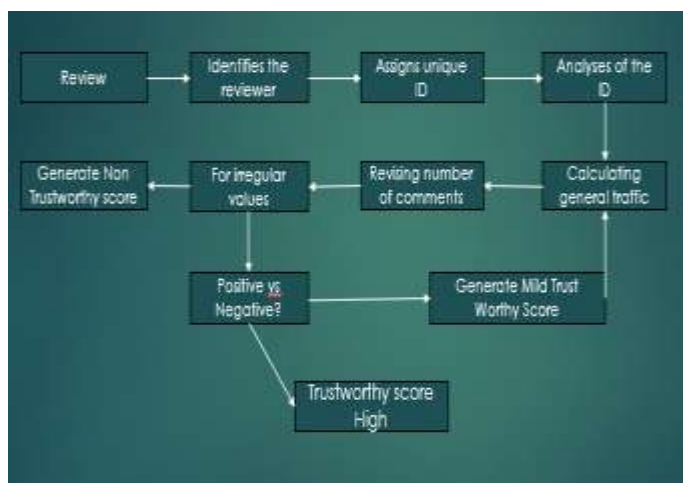 Review
Identifies the
reviewer
Assigns unique
ID
Analyses of the
ID
Generate Non
Trustworthy score
For irregular
values
Revising number
of comments
Calculating
general traffic
Positive vs
Negative?
Generate Mild Trust
Worthy Score
Trustworthy score
High